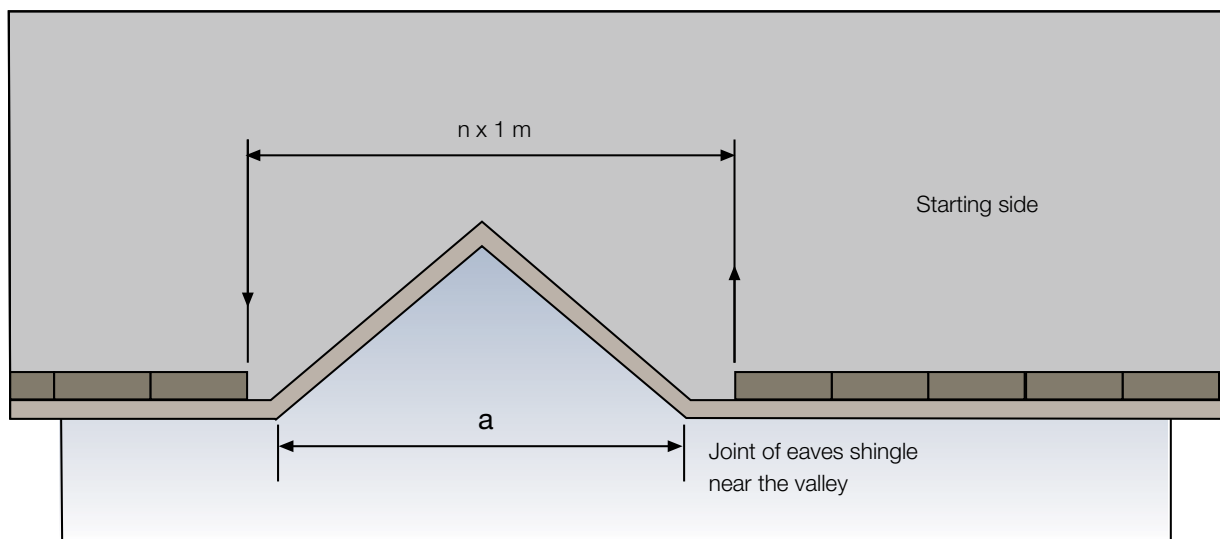 n x 1 m
Starting side
a
Joint of eaves shingle
near the valley